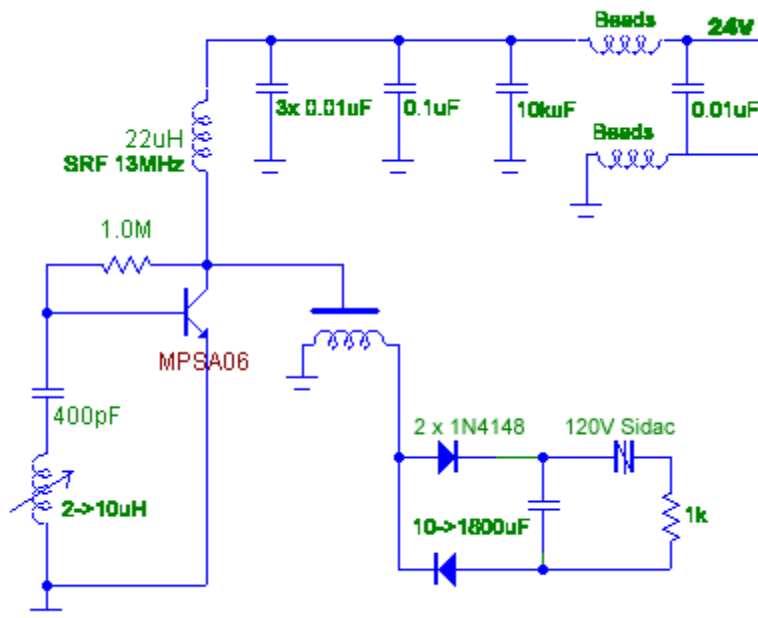 Beads
24V
3x 0.01uF
0.1uF
10kuF
0.01uF
Beads
22uH
SRF 13MHz
1.0M
MPSA06
400pF
2 x 1N4148
120V Sidac
2->10uH
10->1800uF
1k